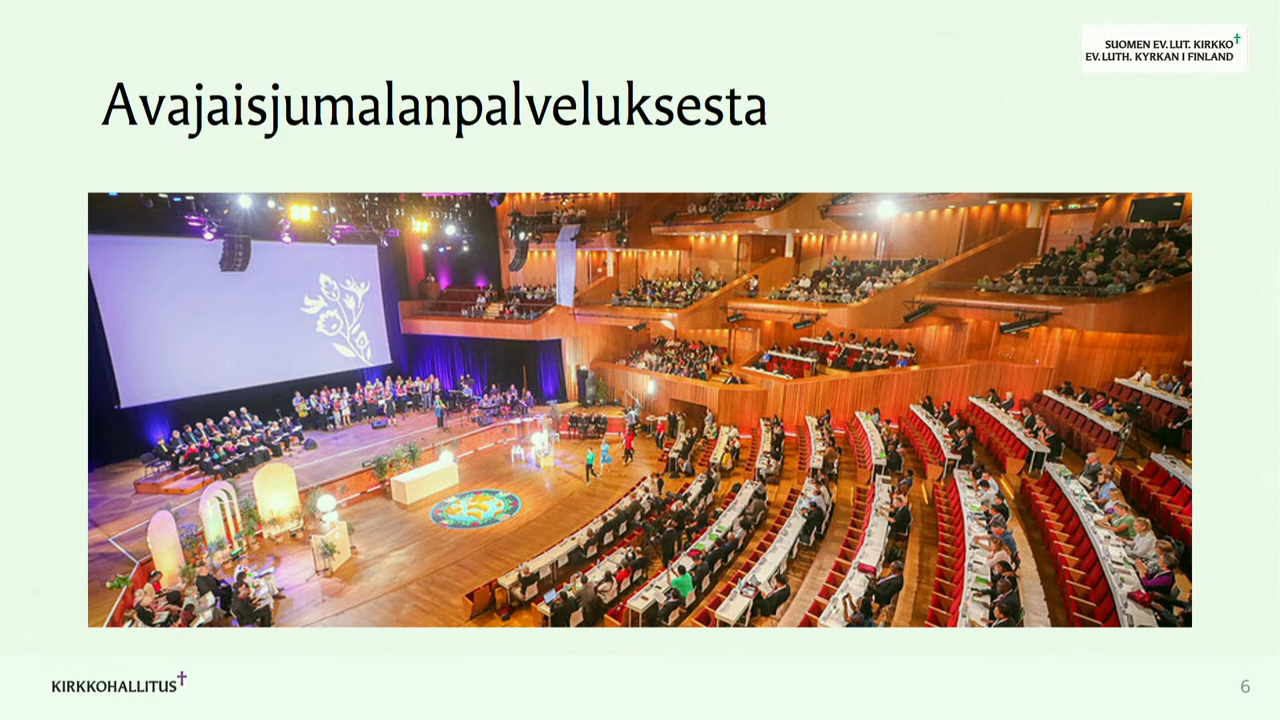 SUOMEN EV. LUT. KIRKKO
EV. LUTH. KYRKAN I FINLAND
Avajaisjumalanpalveluksesta
KIRKKOHALLITUS
6